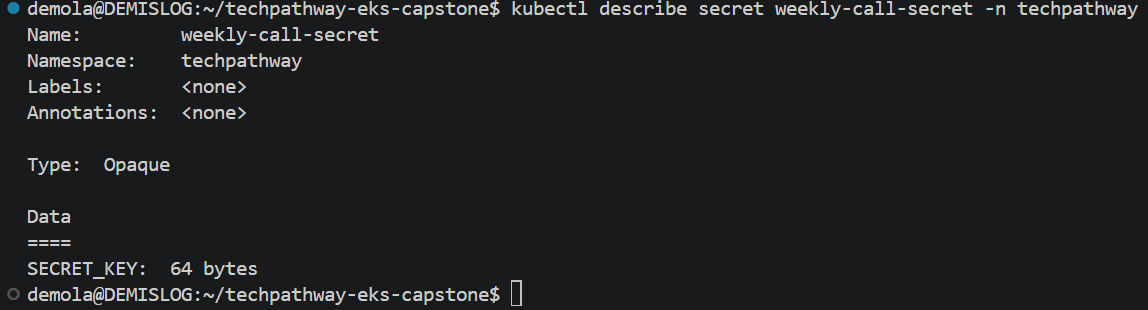 demola@DEMISLOG:~/techpathway-eks-capstone$ kubectl describe secret weekly-call-secret -n techpathway
Name:         weekly-call-secret
Namespace:    techpathway
Labels:       <none>
Annotations:  <none>

Type:  Opaque

Data
====
SECRET_KEY:  64 bytes
demola@DEMISLOG:~/techpathway-eks-capstone$